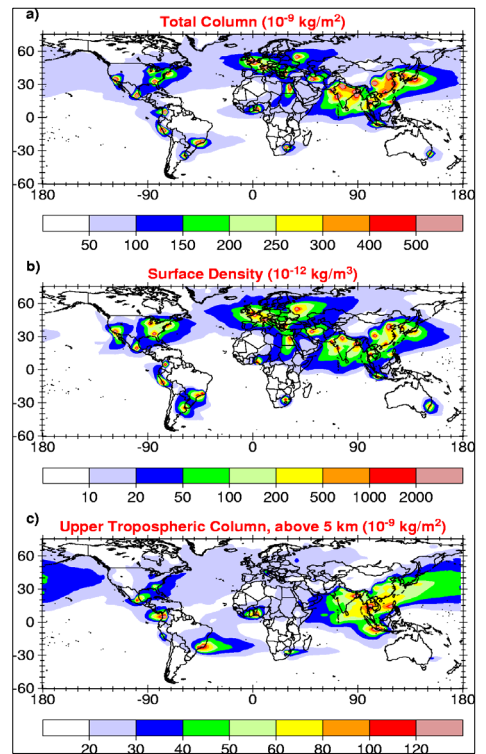 a) Total Column (10⁻⁹ kg/m²)
60
30
0
-30
-60
180 -90 0 90 180
50 100 150 200 250 300 400 500
b) Surface Density (10⁻¹² kg/m³)
60
30
0
-30
-60
180 -90 0 90 180
10 20 50 100 200 500 1000 2000
c) Upper Tropospheric Column, above 5 km (10⁻⁹ kg/m²)
60
30
0
-30
-60
180 -90 0 90 180
20 30 40 50 60 80 100 120